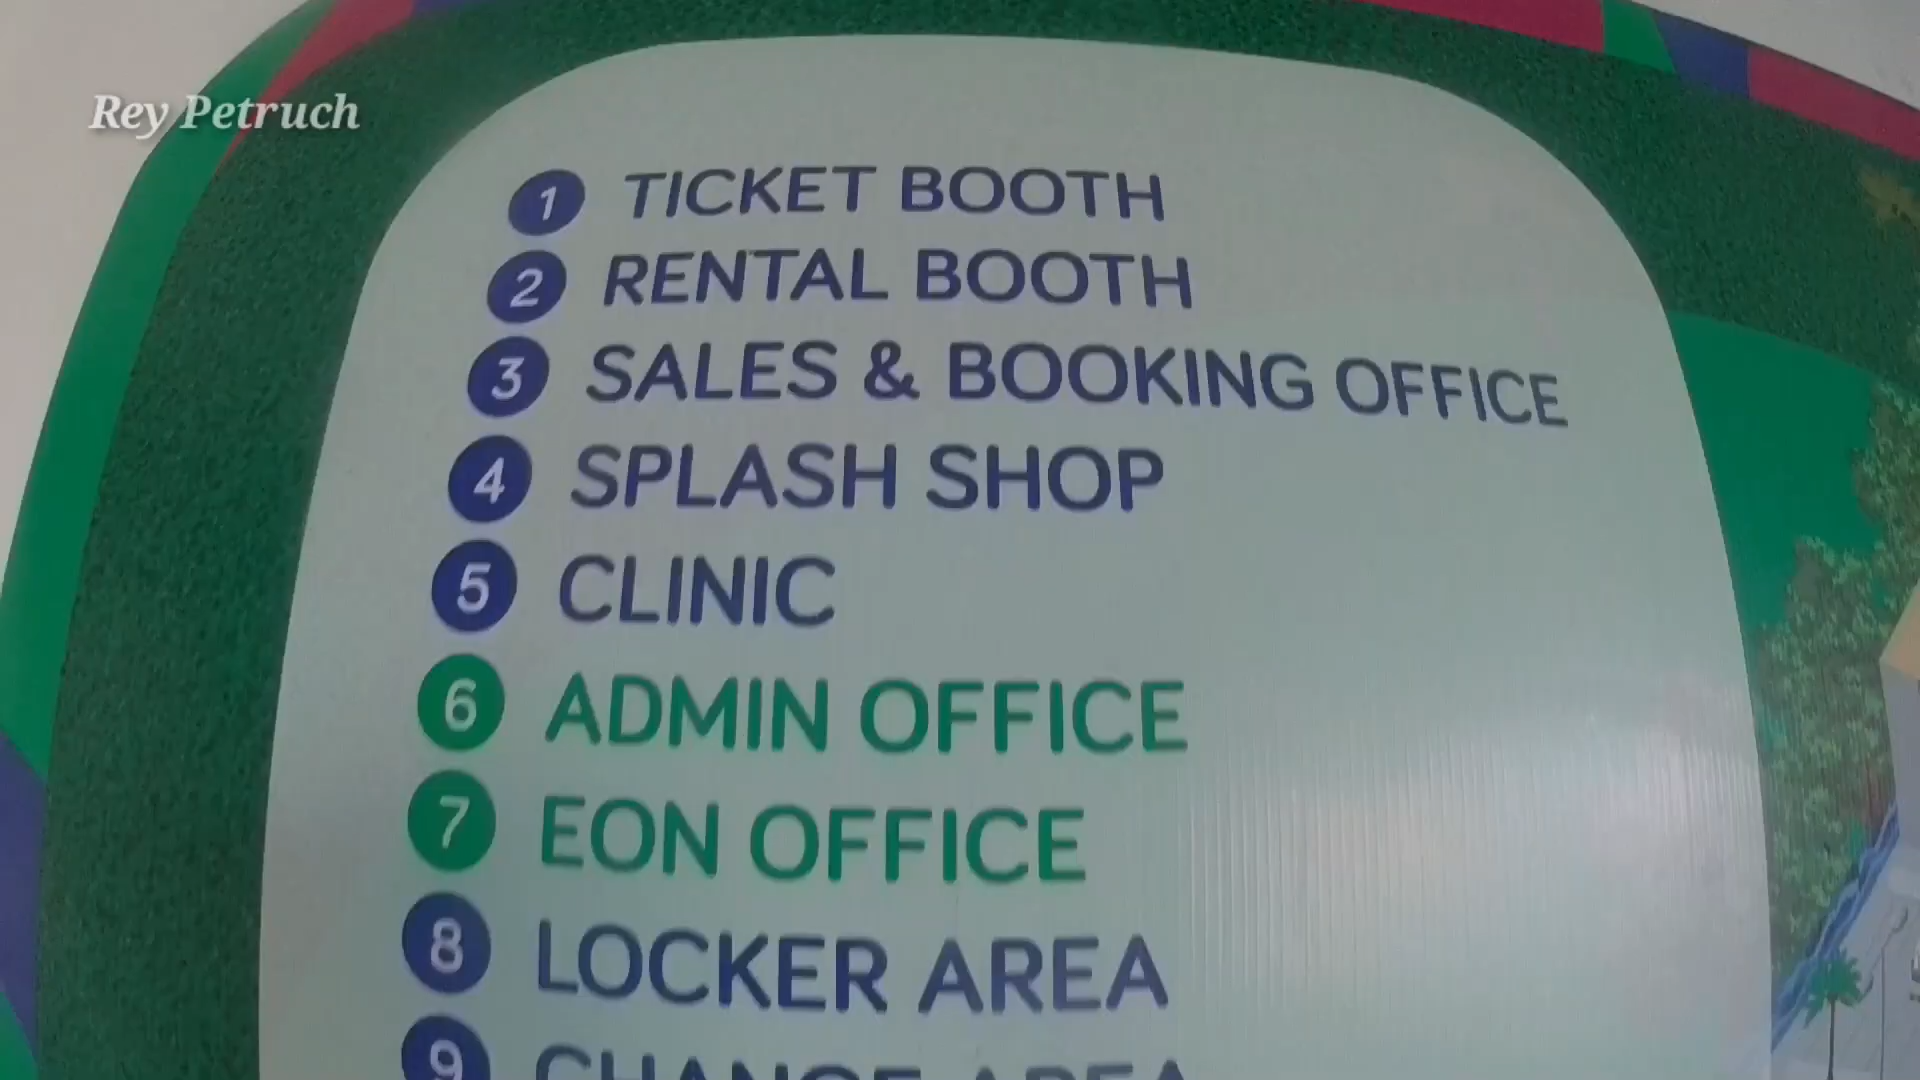 Rey Petruch
1 TICKET BOOTH
2 RENTAL BOOTH
3 SALES & BOOKING OFFICE
4 SPLASH SHOP
5 CLINIC
6 ADMIN OFFICE
7 EON OFFICE
8 LOCKER AREA
9 CHANGE AREA